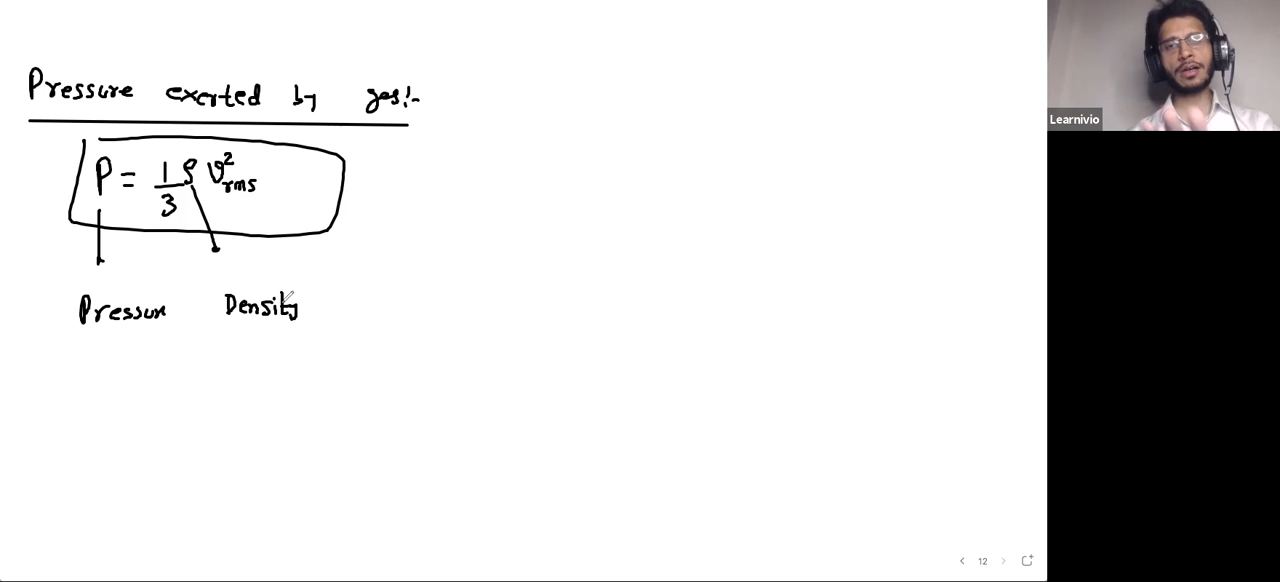 Pressure exerted by gas:-
P = 1/3 ρ v²rms
Pressure Density
Learnivio
12